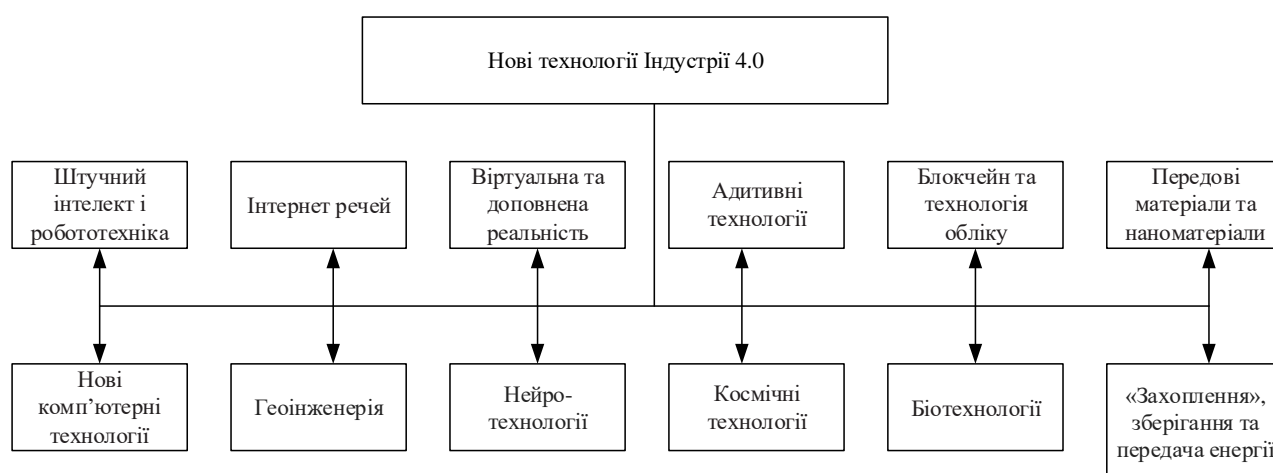 Нові технології Індустрії 4.0
Штучний
інтелект і
робототехніка
Інтернет речей
Віртуальна та
доповнена
реальність
Адитивні
технології
Блокчейн та
технологія
обліку
Передові
матеріали та
наноматеріали
Нові
комп’ютерні
технології
Геоінженерія
Нейро-
технології
Космічні
технології
Біотехнології
«Захоплення»,
зберігання та
передача енергії